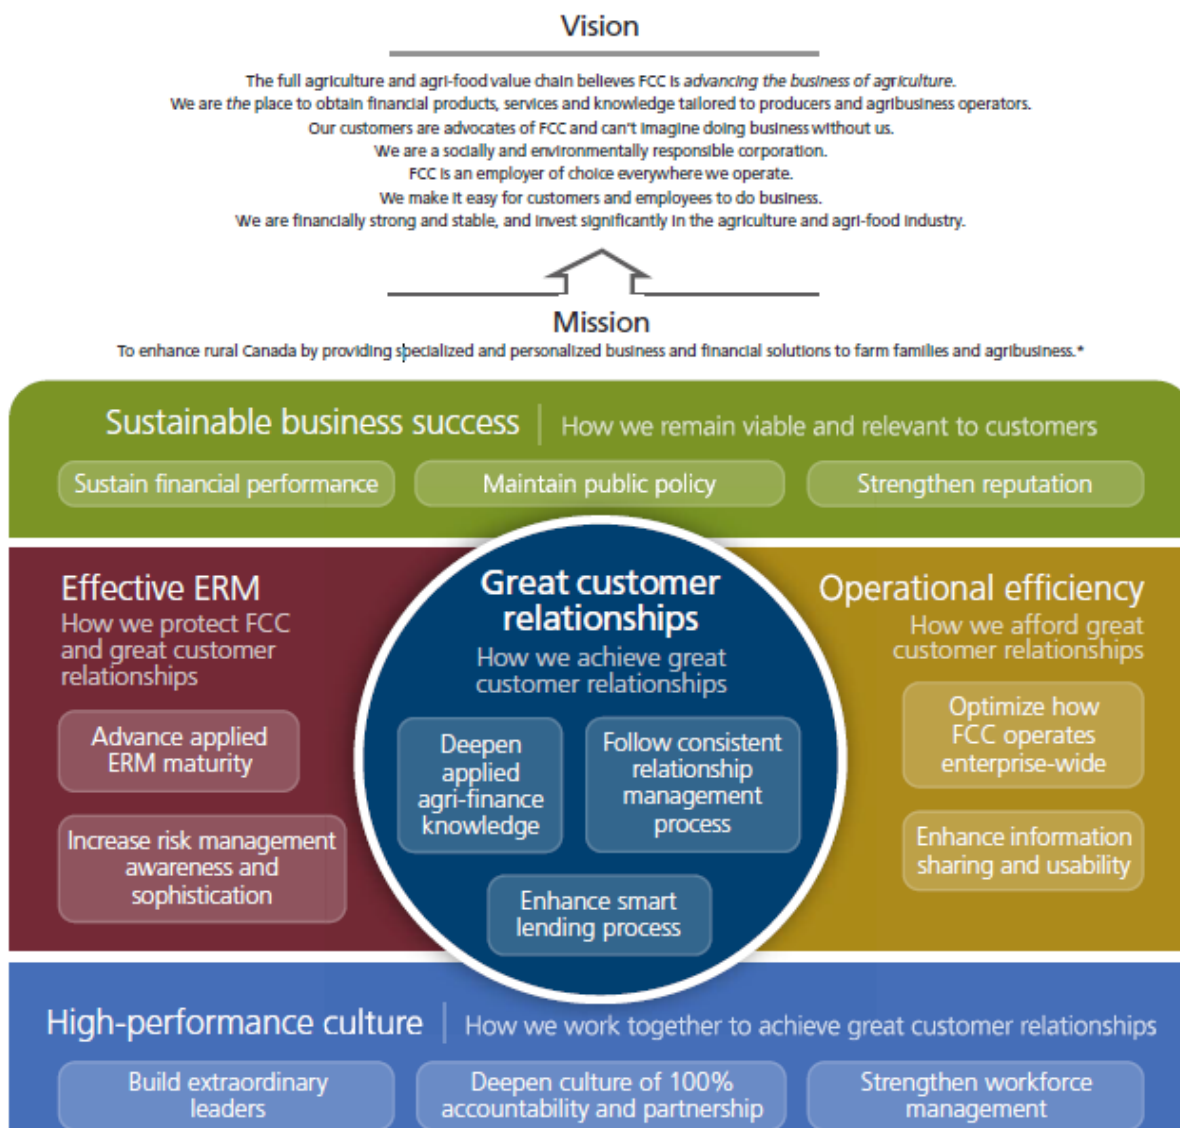 Vision
The full agriculture and agri-food value chain believes FCC is advancing the business of agriculture.
We are the place to obtain financial products, services and knowledge tailored to producers and agribusiness operators.
Our customers are advocates of FCC and can't imagine doing business without us.
We are a socially and environmentally responsible corporation.
FCC is an employer of choice everywhere we operate.
We make it easy for customers and employees to do business.
We are financially strong and stable, and invest significantly in the agriculture and agri-food industry.
Mission
To enhance rural Canada by providing specialized and personalized business and financial solutions to farm families and agribusiness.*
Sustainable business success
How we remain viable and relevant to customers
Sustain financial performance
Maintain public policy
Strengthen reputation
Effective ERM
How we protect FCC
and great customer
relationships
Advance applied
ERM maturity
Increase risk management
awareness and
sophistication
Great customer
relationships
How we achieve great
customer relationships
Deepen
applied
agri-finance
knowledge
Follow consistent
relationship
management
process
Enhance smart
lending process
Operational efficiency
How we afford great
customer relationships
Optimize how
FCC operates
enterprise-wide
Enhance information
sharing and usability
High-performance culture
How we work together to achieve great customer relationships
Build extraordinary
leaders
Deepen culture of 100%
accountability and partnership
Strengthen workforce
management